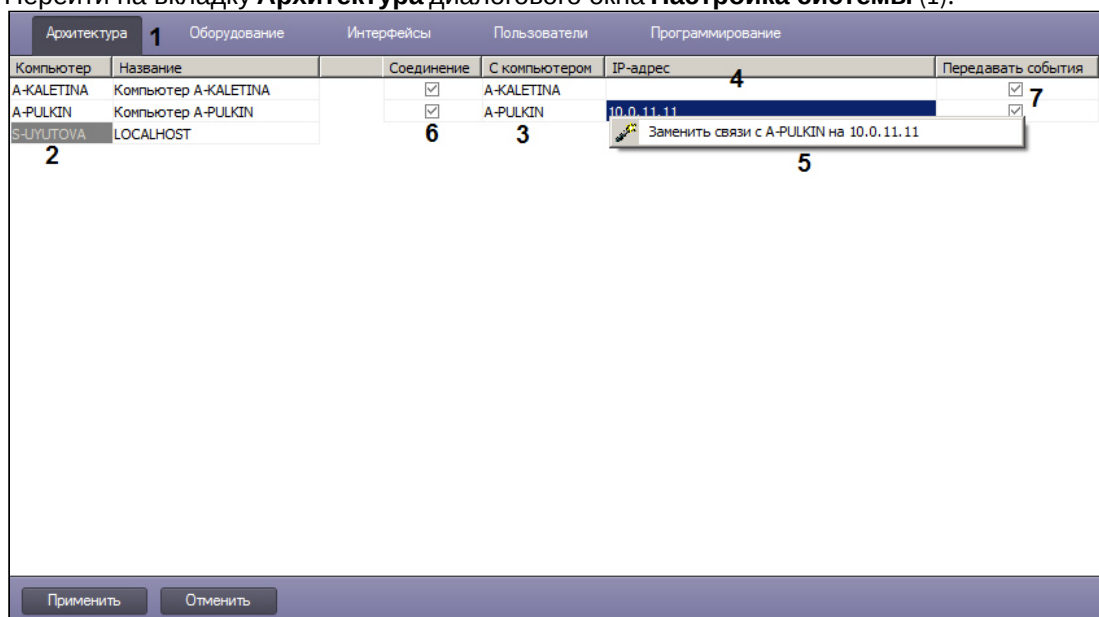 Перейти на вкладку Архитектура диалогового окна Настройка системы (1).
Архитектура 1 Оборудование Интерфейсы Пользователи Программирование
Компьютер Название Соединение С компьютером IP-адрес Передавать события
4
A-KALETINA Компьютер A-KALETINA A-KALETINA
7
A-PULKIN Компьютер A-PULKIN A-PULKIN 10.0.11.11
S-UYUTOVA LOCALHOST 6 3 Заменить связи с A-PULKIN на 10.0.11.11
2 5
Применить Отменить